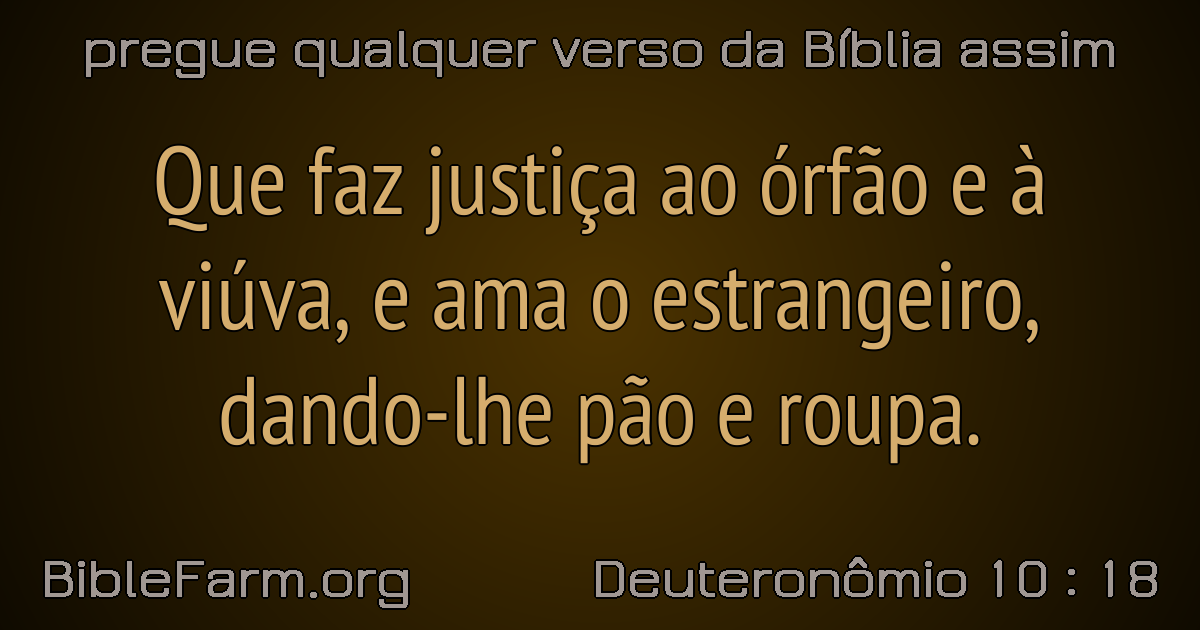 pregue qualquer verso da Bíblia assim
Que faz justiça ao órfão e à
viúva, e ama o estrangeiro,
dando-lhe pão e roupa.
BibleFarm.org
Deuteronômio 10 : 18